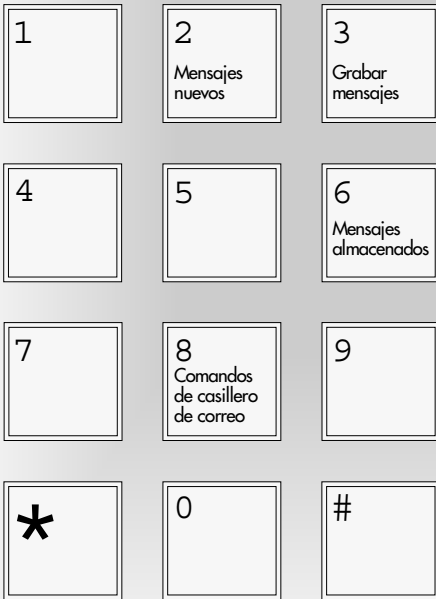 1
2
Mensajes
nuevos
3
Grabar
mensajes
4
5
6
Mensajes
almacenados
7
8
Comandos
de casillero
de correo
9
*
0
#